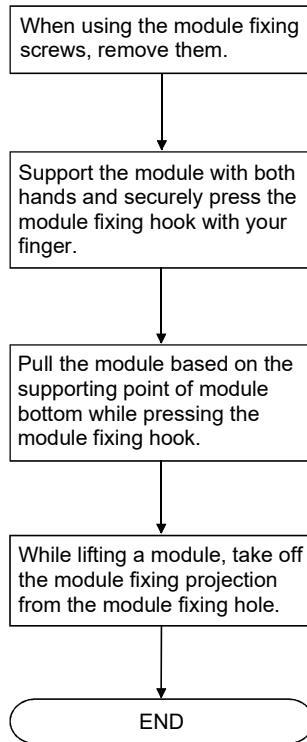 When using the module fixing
screws, remove them.
Support the module with both
hands and securely press the
module fixing hook with your
finger.
Pull the module based on the
supporting point of module
bottom while pressing the
module fixing hook.
While lifting a module, take off
the module fixing projection
from the module fixing hole.
END